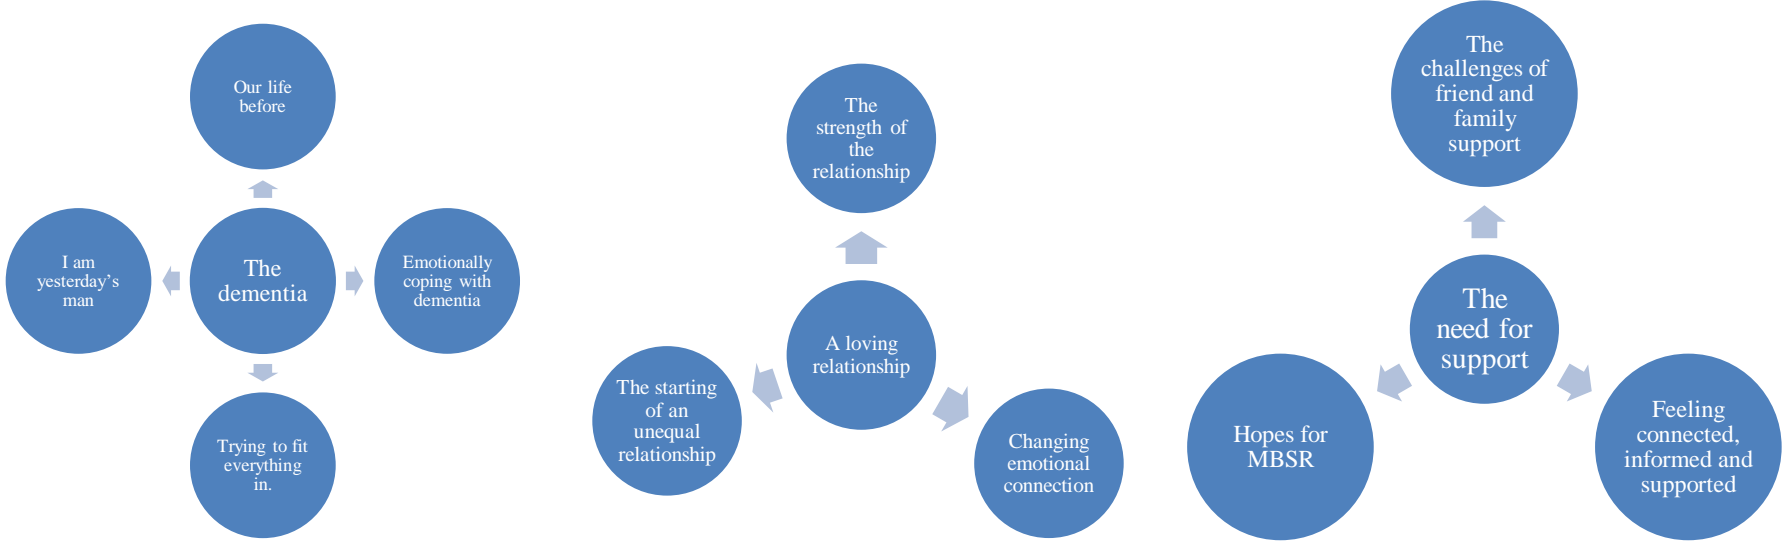 Our life
before
I am
yesterday's
man
The
dementia
Emotionally
coping with
dementia
Trying to fit
everything
in.
The
strength of
the
relationship
A loving
relationship
The starting
of an
unequal
relationship
Changing
emotional
connection
The
challenges of
friend and
family
support
The
need for
support
Hopes for
MBSR
Feeling
connected,
informed and
supported